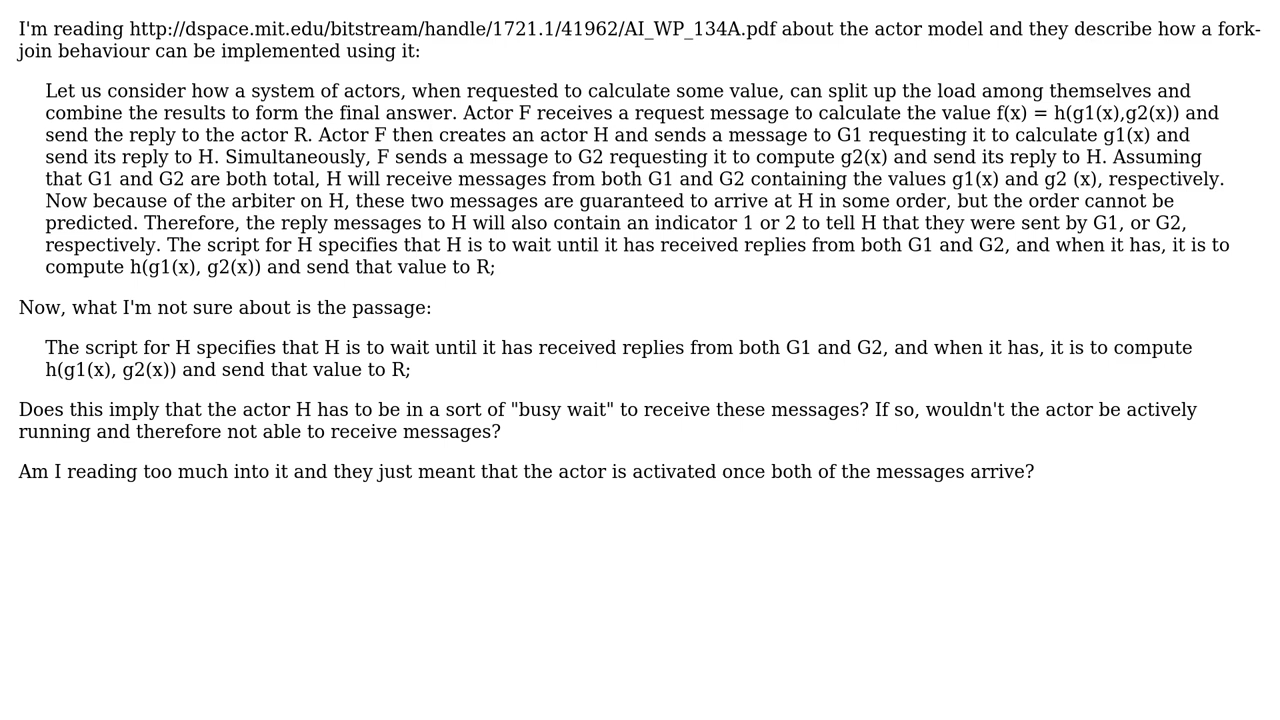 I'm reading http://dspace.mit.edu/bitstream/handle/1721.1/41962/AI_WP_134A.pdf about the actor model and they describe how a fork-
join behaviour can be implemented using it:
Let us consider how a system of actors, when requested to calculate some value, can split up the load among themselves and
combine the results to form the final answer. Actor F receives a request message to calculate the value f(x) = h(g1(x),g2(x)) and
send the reply to the actor R. Actor F then creates an actor H and sends a message to G1 requesting it to calculate g1(x) and
send its reply to H. Simultaneously, F sends a message to G2 requesting it to compute g2(x) and send its reply to H. Assuming
that G1 and G2 are both total, H will receive messages from both G1 and G2 containing the values g1(x) and g2 (x), respectively.
Now because of the arbiter on H, these two messages are guaranteed to arrive at H in some order, but the order cannot be
predicted. Therefore, the reply messages to H will also contain an indicator 1 or 2 to tell H that they were sent by G1, or G2,
respectively. The script for H specifies that H is to wait until it has received replies from both G1 and G2, and when it has, it is to
compute h(g1(x), g2(x)) and send that value to R;
Now, what I'm not sure about is the passage:
The script for H specifies that H is to wait until it has received replies from both G1 and G2, and when it has, it is to compute
h(g1(x), g2(x)) and send that value to R;
Does this imply that the actor H has to be in a sort of "busy wait" to receive these messages? If so, wouldn't the actor be actively
running and therefore not able to receive messages?
Am I reading too much into it and they just meant that the actor is activated once both of the messages arrive?